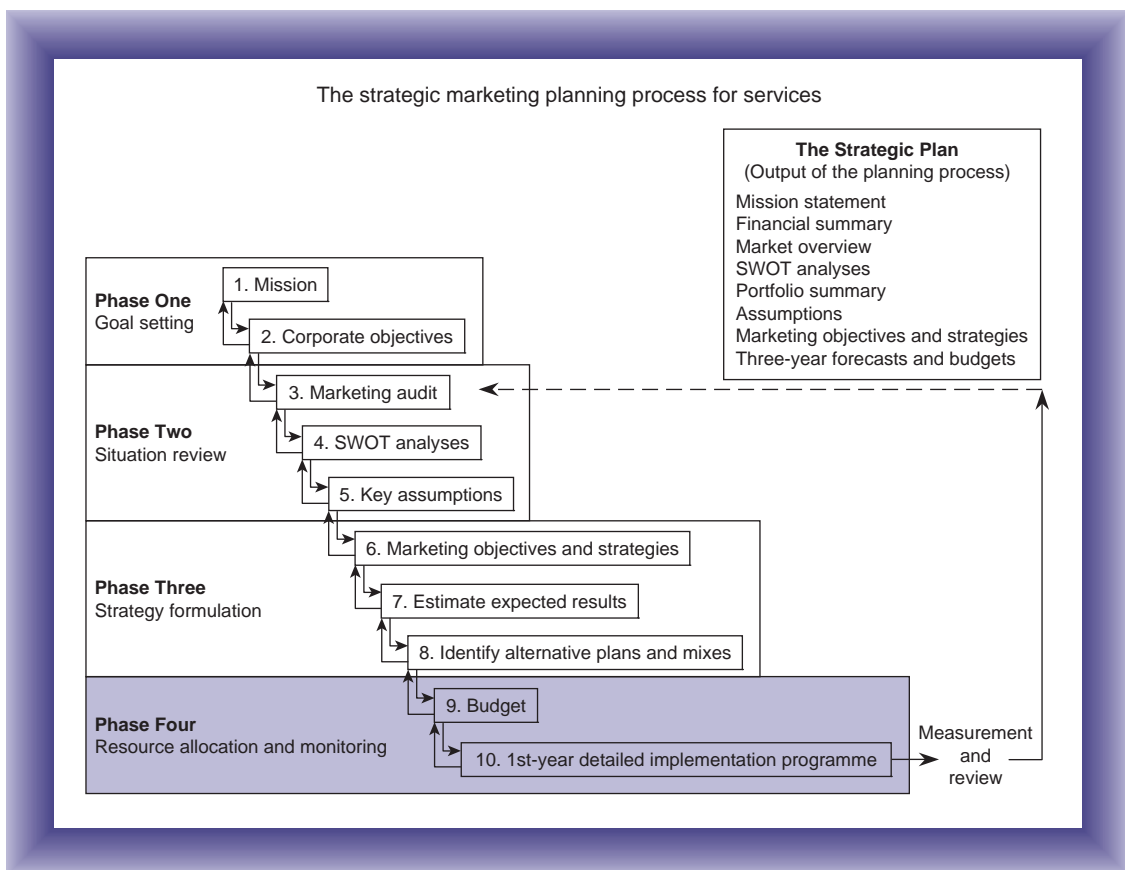 The strategic marketing planning process for services
The Strategic Plan
(Output of the planning process)
Mission statement
Financial summary
Market overview
SWOT analyses
Portfolio summary
Assumptions
Marketing objectives and strategies
Three-year forecasts and budgets
Phase One
Goal setting
1. Mission
2. Corporate objectives
Phase Two
Situation review
3. Marketing audit
4. SWOT analyses
5. Key assumptions
Phase Three
Strategy formulation
6. Marketing objectives and strategies
7. Estimate expected results
8. Identify alternative plans and mixes
Phase Four
Resource allocation and monitoring
9. Budget
10. 1st-year detailed implementation programme
Measurement
and
review